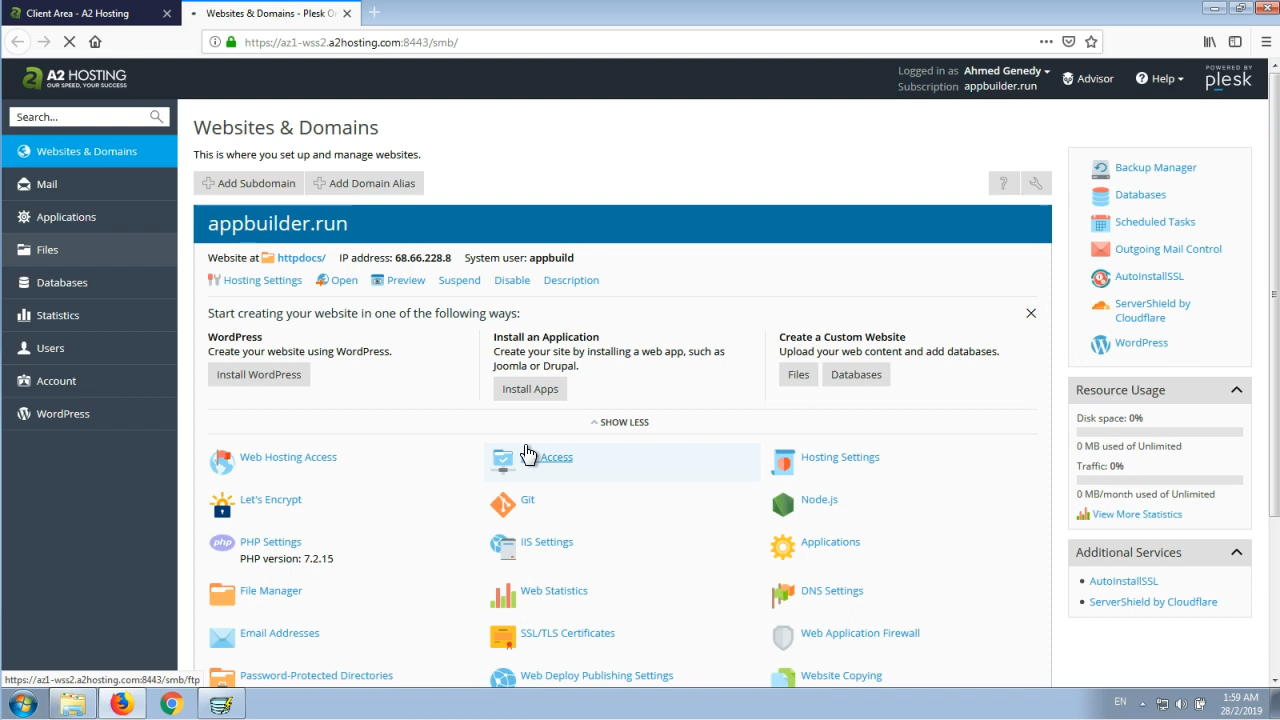 Client Area - A2 Hosting
Websites & Domains - Plesk O
https://az1-wss2.a2hosting.com:8443/smb/
A2 HOSTING
OUR SPEED, YOUR SUCCESS
Logged in as Ahmed Genedy
Subscription appbuilder.run
Advisor
Help
POWERED BY
plesk
Search...
Websites & Domains
Mail
Applications
Files
Databases
Statistics
Users
Account
WordPress
Websites & Domains
This is where you set up and manage websites.
Add Subdomain
Add Domain Alias
?
appbuilder.run
Website at httpdocs/ IP address: 68.66.228.8 System user: appbuild
Hosting Settings Open Preview Suspend Disable Description
Start creating your website in one of the following ways:
WordPress
Create your website using WordPress.
Install WordPress
Install an Application
Create your site by installing a web app, such as
Joomla or Drupal.
Install Apps
Create a Custom Website
Upload your web content and add databases.
Files
Databases
SHOW LESS
Web Hosting Access
Access
Hosting Settings
Let's Encrypt
Git
Node.js
php
PHP Settings
PHP version: 7.2.15
IIS Settings
Applications
File Manager
Web Statistics
DNS Settings
Email Addresses
SSL/TLS Certificates
Web Application Firewall
Password-Protected Directories
Web Deploy Publishing Settings
Website Copying
Backup Manager
Databases
Scheduled Tasks
Outgoing Mail Control
AutoInstallSSL
ServerShield by
Cloudflare
WordPress
Resource Usage
Disk space: 0%
0 MB used of Unlimited
Traffic: 0%
0 MB/month used of Unlimited
View More Statistics
Additional Services
AutoInstallSSL
ServerShield by Cloudflare
https://az1-wss2.a2hosting.com:8443/smb/ftp
EN
1:59 AM
28/2/2019